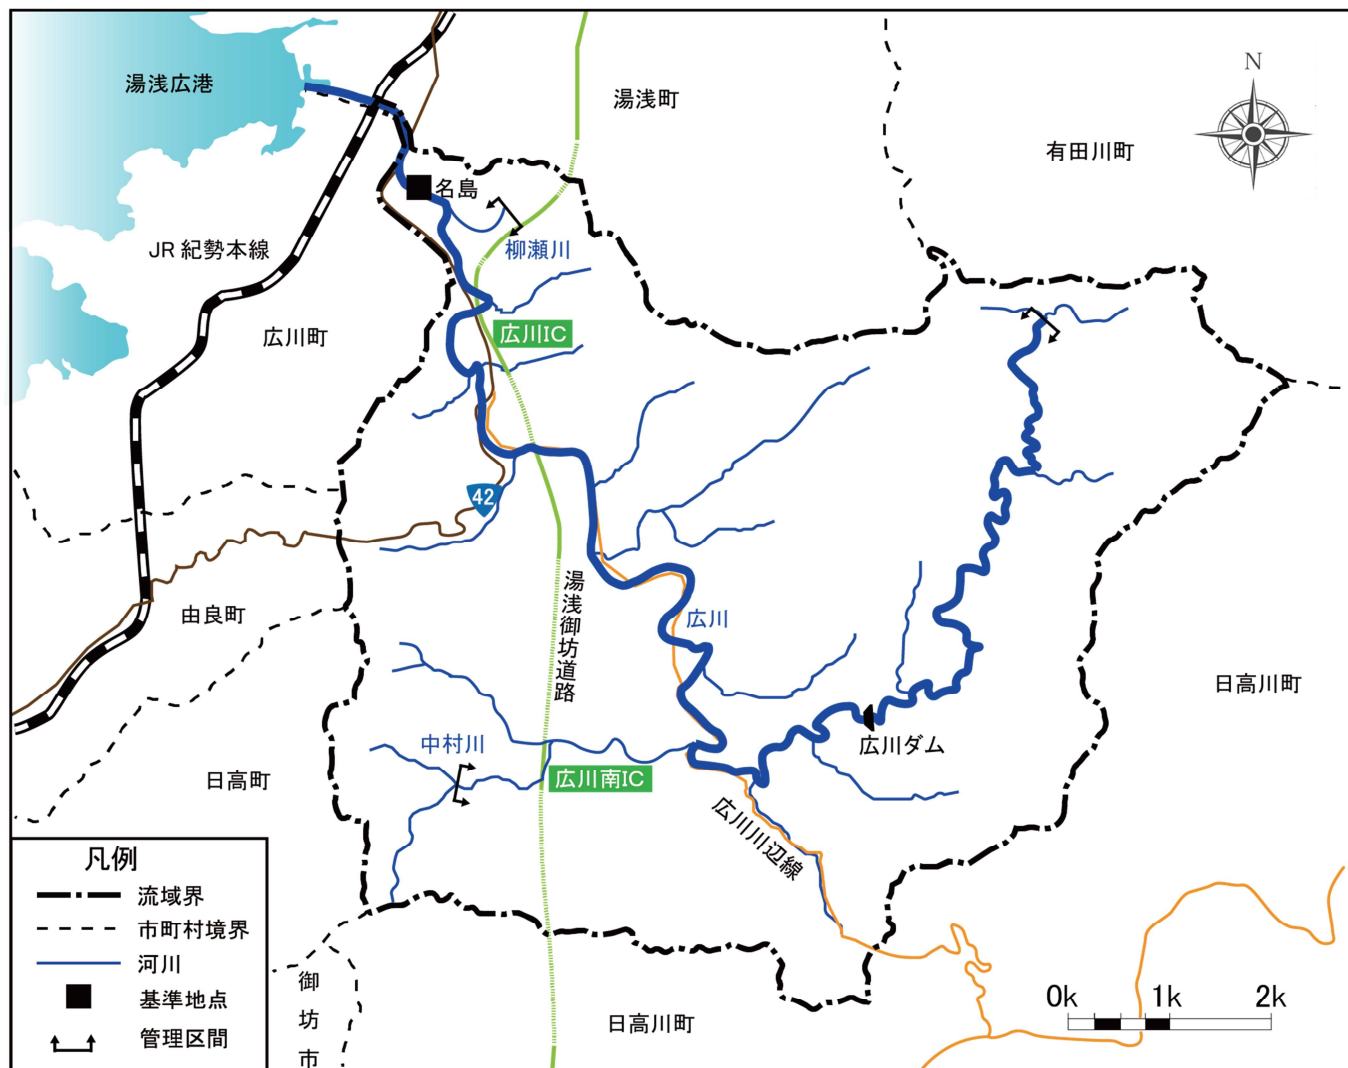 湯浅広港
湯浅町
N
有田川町
名島
JR 紀勢本線
柳瀬川
広川町
広川IC
42
湯浅御坊道路
由良町
広川
日高川町
中村川
広川ダム
日高町
広川南IC
広川川辺線
凡例
流域界
市町村境界
河川
基準地点
管理区間
御坊市
日高川町
0k 1k 2k